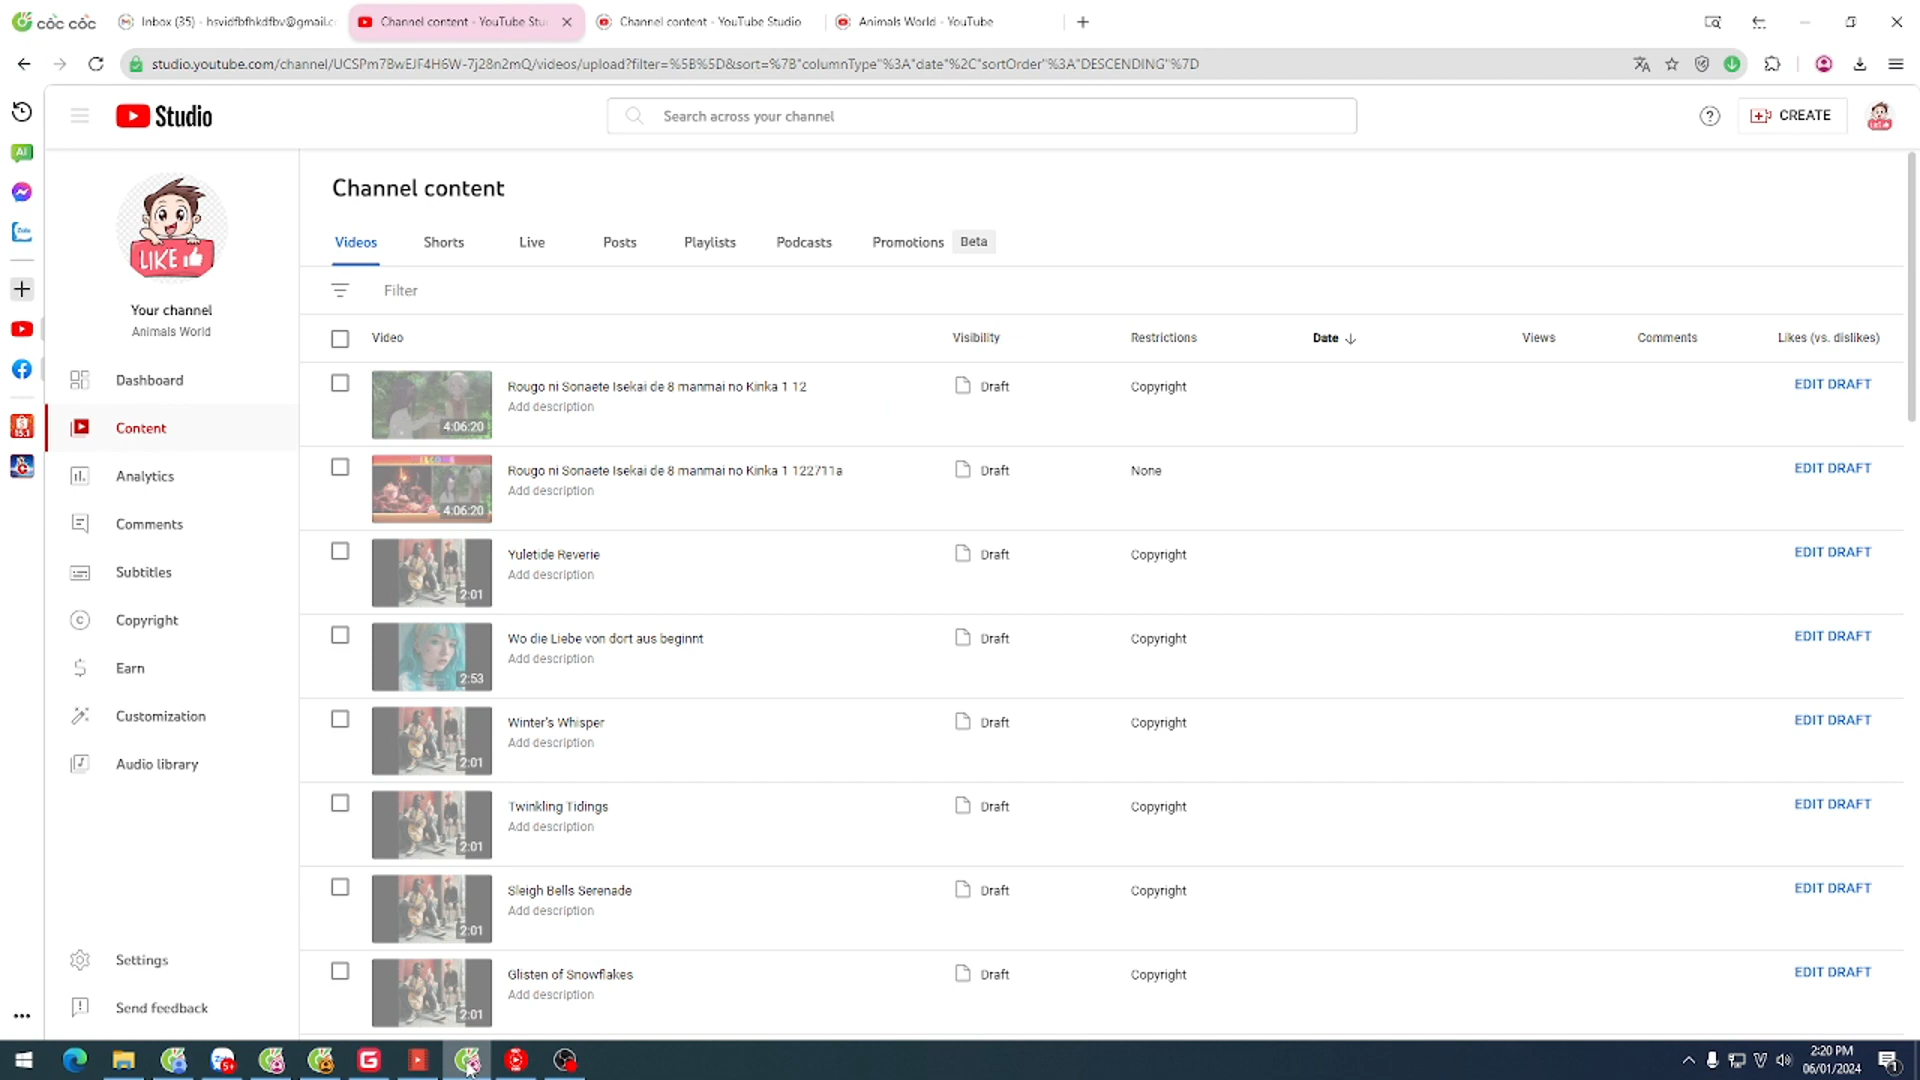 cốc cốc
Inbox (35) - hsvidfbfhkdfbv@gmail.c
Channel content - YouTube Stu
Channel content - YouTube Studio
Animals World - YouTube
studio.youtube.com/channel/UCSPm7BwEJF4H6W-7j28n2mQ/videos/upload?filter=%5B%5D&sort=%7B"columnType"%3A"date"%2C"sortOrder"%3A"DESCENDING"%7D
Studio
Search across your channel
CREATE
AI
Zalo
15.1
LIKE
Your channel
Animals World
Dashboard
Content
Analytics
Comments
Subtitles
Copyright
Earn
Customization
Audio library
Settings
Send feedback
Channel content
Videos
Shorts
Live
Posts
Playlists
Podcasts
Promotions
Beta
Filter
Video
Visibility
Restrictions
Date
Views
Comments
Likes (vs. dislikes)
4:06:20
Rougo ni Sonaete Isekai de 8 manmai no Kinka 1 12
Add description
Draft
Copyright
EDIT DRAFT
4:06:20
Rougo ni Sonaete Isekai de 8 manmai no Kinka 1 122711a
Add description
Draft
None
EDIT DRAFT
2:01
Yuletide Reverie
Add description
Draft
Copyright
EDIT DRAFT
2:53
Wo die Liebe von dort aus beginnt
Add description
Draft
Copyright
EDIT DRAFT
2:01
Winter's Whisper
Add description
Draft
Copyright
EDIT DRAFT
2:01
Twinkling Tidings
Add description
Draft
Copyright
EDIT DRAFT
2:01
Sleigh Bells Serenade
Add description
Draft
Copyright
EDIT DRAFT
2:01
Glisten of Snowflakes
Add description
Draft
Copyright
EDIT DRAFT
5+
2:20 PM
06/01/2024
1